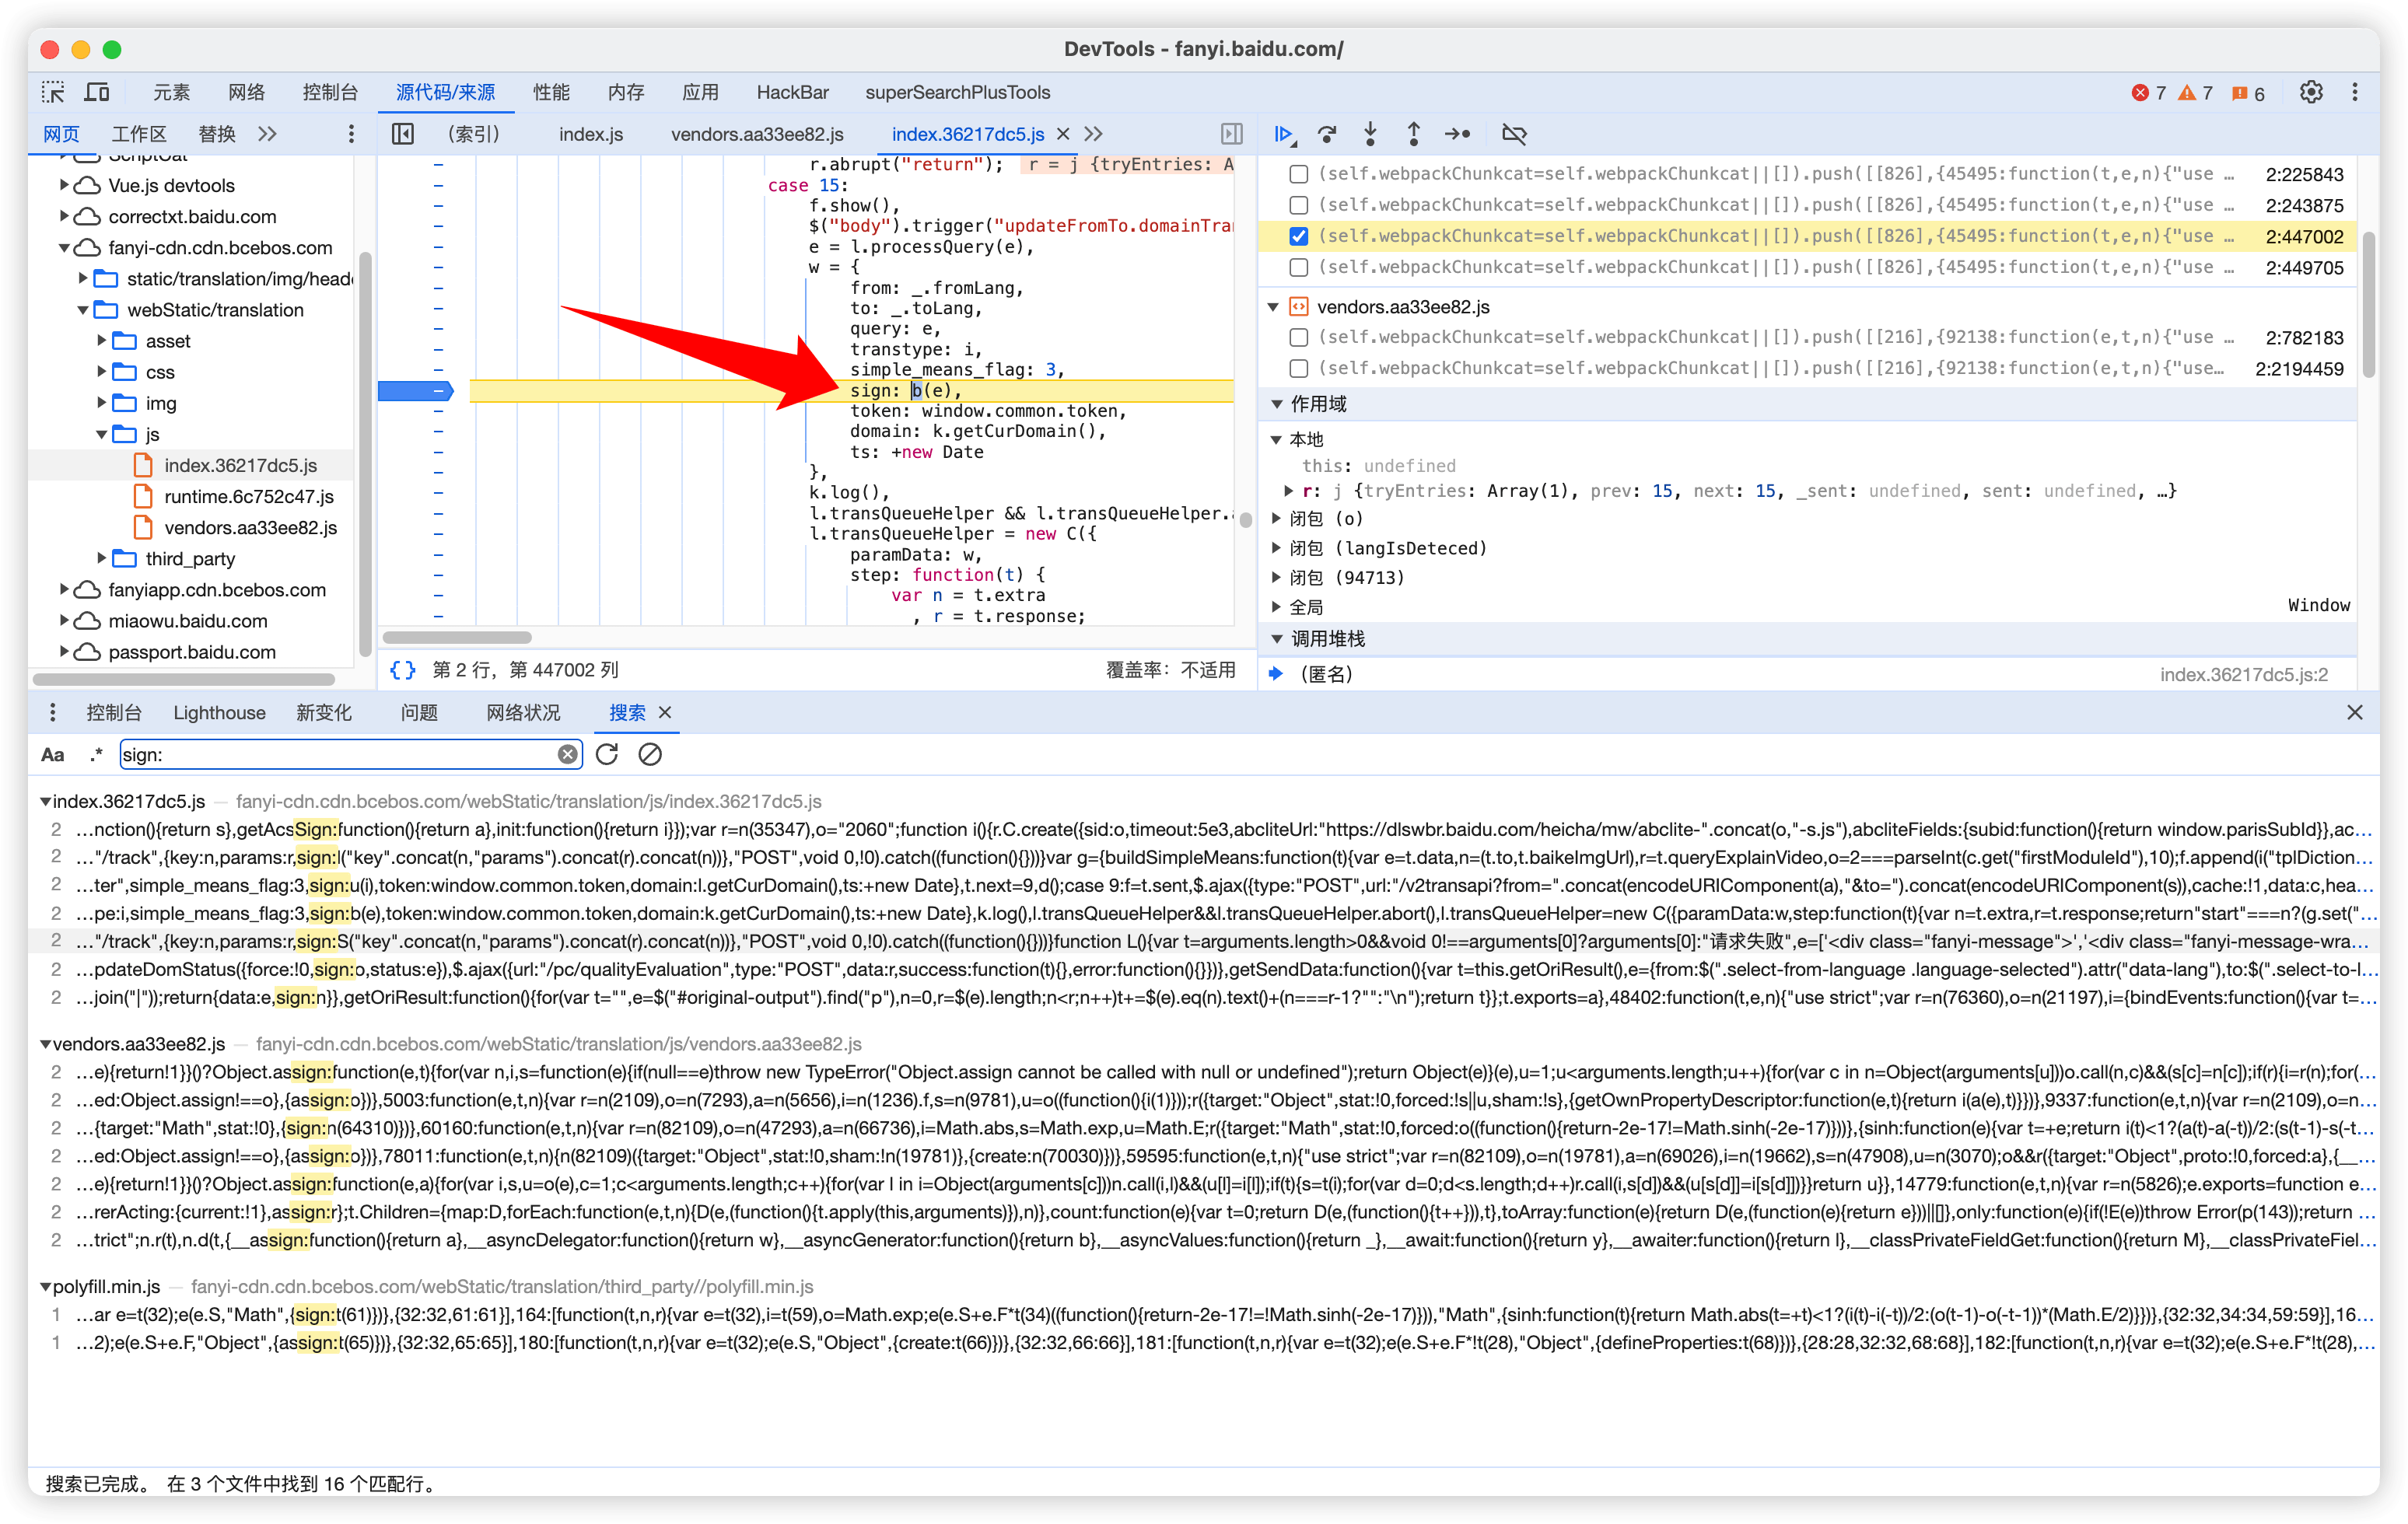 DevTools - fanyi.baidu.com/
元素 网络 控制台 源代码/来源 性能 内存 应用 HackBar superSearchPlusTools 7 7 6
网页 工作区 替换
(索引) index.js vendors.aa33ee82.js index.36217dc5.js
ScriptCat
Vue.js devtools
correctxt.baidu.com
fanyi-cdn.cdn.bcebos.com
static/translation/img/head
webStatic/translation
asset
css
img
js
index.36217dc5.js
runtime.6c752c47.js
vendors.aa33ee82.js
third_party
fanyiapp.cdn.bcebos.com
miaowu.baidu.com
passport.baidu.com
r.abrupt("return"); r = j {tryEntries: A
case 15:
f.show(),
$("body").trigger("updateFromTo.domainTra
e = l.processQuery(e),
w = {
from: _.fromLang,
to: _.toLang,
query: e,
transtype: i,
simple_means_flag: 3,
sign: b(e),
token: window.common.token,
domain: k.getCurDomain(),
ts: +new Date
},
k.log(),
l.transQueueHelper && l.transQueueHelper.a
l.transQueueHelper = new C({
paramData: w,
step: function(t) {
var n = t.extra
, r = t.response;
{} 第 2 行，第 447002 列 覆盖率：不适用
(self.webpackChunkcat=self.webpackChunkcat||[]).push([[826],{45495:function(t,e,n){"use … 2:225843
(self.webpackChunkcat=self.webpackChunkcat||[]).push([[826],{45495:function(t,e,n){"use … 2:243875
(self.webpackChunkcat=self.webpackChunkcat||[]).push([[826],{45495:function(t,e,n){"use … 2:447002
(self.webpackChunkcat=self.webpackChunkcat||[]).push([[826],{45495:function(t,e,n){"use … 2:449705
vendors.aa33ee82.js
(self.webpackChunkcat=self.webpackChunkcat||[]).push([[216],{92138:function(e,t,n){"use … 2:782183
(self.webpackChunkcat=self.webpackChunkcat||[]).push([[216],{92138:function(e,t,n){"use… 2:2194459
作用域
本地
this: undefined
r: j {tryEntries: Array(1), prev: 15, next: 15, _sent: undefined, sent: undefined, …}
闭包 (o)
闭包 (langIsDeteced)
闭包 (94713)
全局 Window
调用堆栈
(匿名) index.36217dc5.js:2
控制台 Lighthouse 新变化 问题 网络状况 搜索
Aa .* sign:
index.36217dc5.js — fanyi-cdn.cdn.bcebos.com/webStatic/translation/js/index.36217dc5.js
2 …nction(){return s},getAcsSign:function(){return a},init:function(){return i}});var r=n(35347),o="2060";function i(){r.C.create({sid:o,timeout:5e3,abcliteUrl:"https://dlswbr.baidu.com/heicha/mw/abclite-".concat(o,"-s.js"),abcliteFields:{subid:function(){return window.parisSubId}},ac…
2 …"/track",{key:n,params:r,sign:l("key".concat(n,"params").concat(r).concat(n))},"POST",void 0,!0).catch((function(){}))}var g={buildSimpleMeans:function(t){var e=t.data,n=(t.to,t.baikeImgUrl),r=t.queryExplainVideo,o=2===parseInt(c.get("firstModuleId"),10);f.append(i("tplDiction…
2 …ter",simple_means_flag:3,sign:u(i),token:window.common.token,domain:l.getCurDomain(),ts:+new Date},t.next=9,d();case 9:f=t.sent,$.ajax({type:"POST",url:"/v2transapi?from=".concat(encodeURIComponent(a),"&to=").concat(encodeURIComponent(s)),cache:!1,data:c,hea…
2 …pe:i,simple_means_flag:3,sign:b(e),token:window.common.token,domain:k.getCurDomain(),ts:+new Date},k.log(),l.transQueueHelper&&l.transQueueHelper.abort(),l.transQueueHelper=new C({paramData:w,step:function(t){var n=t.extra,r=t.response;return"start"===n?(g.set("…
2 …"/track",{key:n,params:r,sign:S("key".concat(n,"params").concat(r).concat(n))},"POST",void 0,!0).catch((function(){}))}function L(){var t=arguments.length>0&&void 0!==arguments[0]?arguments[0]:"请求失败",e=['<div class="fanyi-message">','<div class="fanyi-message-wra…
2 …pdateDomStatus({force:!0,sign:o,status:e}),$.ajax({url:"/pc/qualityEvaluation",type:"POST",data:r,success:function(t){},error:function(){}})},getSendData:function(){var t=this.getOriResult(),e={from:$(".select-from-language .language-selected").attr("data-lang"),to:$(".select-to-l…
2 …join("|"));return{data:e,sign:n}},getOriResult:function(){for(var t="",e=$("#original-output").find("p"),n=0,r=$(e).length;n<r;n++)t+=$(e).eq(n).text()+(n===r-1?"":"\n");return t}};t.exports=a},48402:function(t,e,n){"use strict";var r=n(76360),o=n(21197),i={bindEvents:function(){var t=…
vendors.aa33ee82.js — fanyi-cdn.cdn.bcebos.com/webStatic/translation/js/vendors.aa33ee82.js
2 …e){return!1}}()?Object.assign:function(e,t){for(var n,i,s=function(e){if(null==e)throw new TypeError("Object.assign cannot be called with null or undefined");return Object(e)}(e),u=1;u<arguments.length;u++){for(var c in n=Object(arguments[u]))o.call(n,c)&&(s[c]=n[c]);if(r){i=r(n);for(…
2 …ed:Object.assign!==o},{assign:o})},5003:function(e,t,n){var r=n(2109),o=n(7293),a=n(5656),i=n(1236).f,s=n(9781),u=o((function(){i(1)}));r({target:"Object",stat:!0,forced:!s||u,sham:!s},{getOwnPropertyDescriptor:function(e,t){return i(a(e),t)}})},9337:function(e,t,n){var r=n(2109),o=n…
2 …{target:"Math",stat:!0},{sign:n(64310)})},60160:function(e,t,n){var r=n(82109),o=n(47293),a=n(66736),i=Math.abs,s=Math.exp,u=Math.E;r({target:"Math",stat:!0,forced:o((function(){return-2e-17!=Math.sinh(-2e-17)}))},{sinh:function(e){var t=+e;return i(t)<1?(a(t)-a(-t))/2:(s(t-1)-s(-t…
2 …ed:Object.assign!==o},{assign:o})},78011:function(e,t,n){n(82109)({target:"Object",stat:!0,sham:!n(19781)},{create:n(70030)})},59595:function(e,t,n){"use strict";var r=n(82109),o=n(19781),a=n(69026),i=n(19662),s=n(47908),u=n(3070);o&&r({target:"Object",proto:!0,forced:a},{__…
2 …e){return!1}}()?Object.assign:function(e,a){for(var i,s,u=o(e),c=1;c<arguments.length;c++){for(var l in i=Object(arguments[c]))n.call(i,l)&&(u[l]=i[l]);if(t){s=t(i);for(var d=0;d<s.length;d++)r.call(i,s[d])&&(u[s[d]]=i[s[d]])}}return u}},14779:function(e,t,n){var r=n(5826);e.exports=function e…
2 …rerActing:{current:!1},assign:r};t.Children={map:D,forEach:function(e,t,n){D(e,(function(){t.apply(this,arguments)}),n)},count:function(e){var t=0;return D(e,(function(){t++})),t},toArray:function(e){return D(e,(function(e){return e}))||[]},only:function(e){if(!E(e))throw Error(p(143));return …
2 …trict";n.r(t),n.d(t,{__assign:function(){return a},__asyncDelegator:function(){return w},__asyncGenerator:function(){return b},__asyncValues:function(){return _},__await:function(){return y},__awaiter:function(){return l},__classPrivateFieldGet:function(){return M},__classPrivateFiel…
polyfill.min.js — fanyi-cdn.cdn.bcebos.com/webStatic/translation/third_party//polyfill.min.js
1 …ar e=t(32);e(e.S,"Math",{sign:t(61)})},{32:32,61:61}],164:[function(t,n,r){var e=t(32),i=t(59),o=Math.exp;e(e.S+e.F*t(34)((function(){return-2e-17!=!Math.sinh(-2e-17)})),"Math",{sinh:function(t){return Math.abs(t=+t)<1?(i(t)-i(-t))/2:(o(t-1)-o(-t-1))*(Math.E/2)}})},{32:32,34:34,59:59}],16…
1 …2);e(e.S+e.F,"Object",{assign:t(65)})},{32:32,65:65}],180:[function(t,n,r){var e=t(32);e(e.S,"Object",{create:t(66)})},{32:32,66:66}],181:[function(t,n,r){var e=t(32);e(e.S+e.F*!t(28),"Object",{defineProperties:t(68)})},{28:28,32:32,68:68}],182:[function(t,n,r){var e=t(32);e(e.S+e.F*!t(28),…
搜索已完成。 在 3 个文件中找到 16 个匹配行。